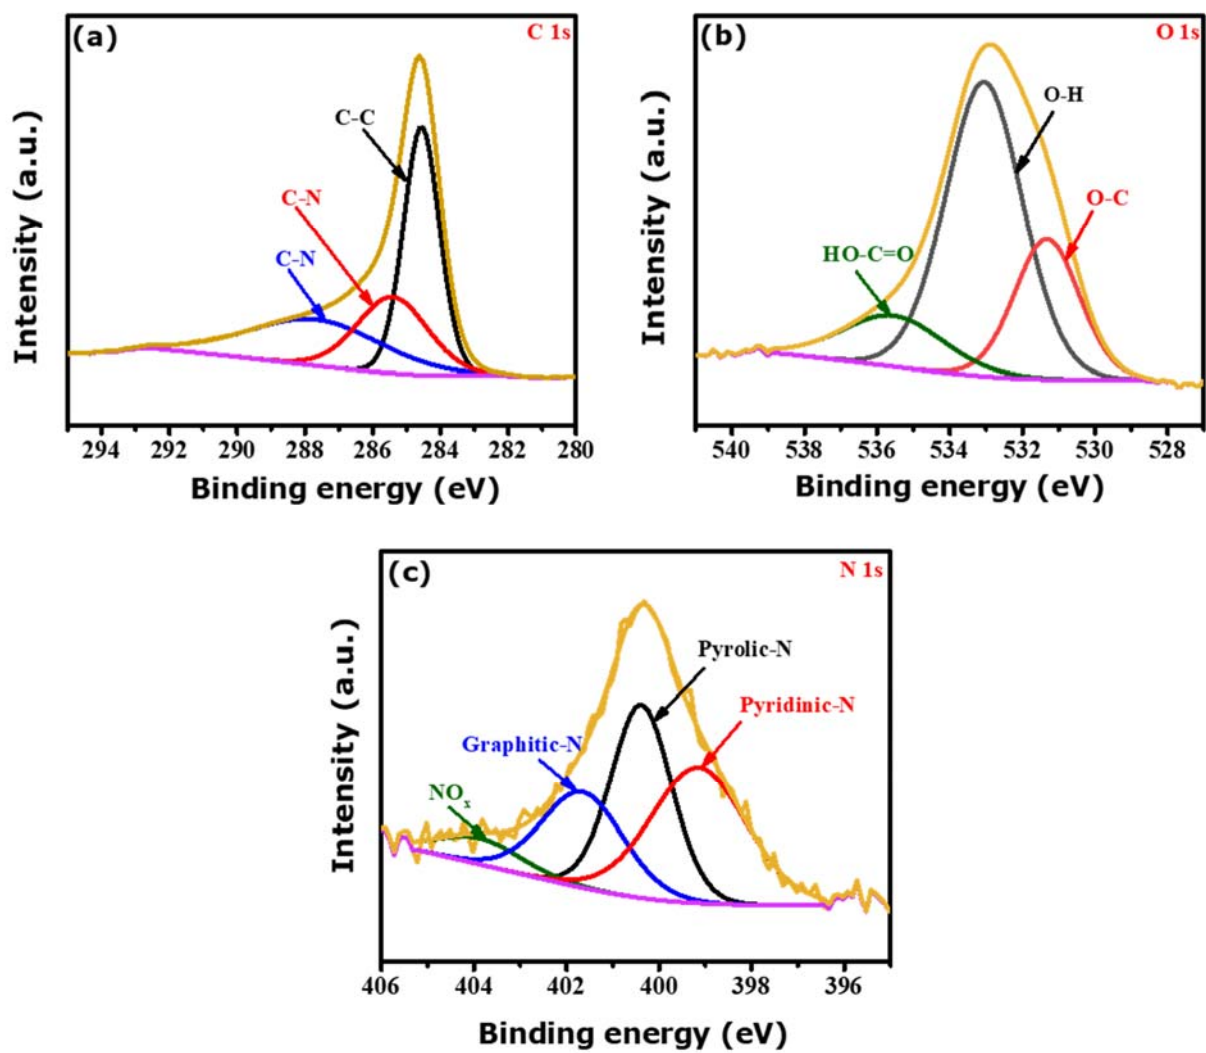 (a)
C 1s
C-C
C-N
C-N
Intensity (a.u.)
294 292 290 288 286 284 282 280
Binding energy (eV)
(b)
O 1s
O-H
O-C
HO-C=O
Intensity (a.u.)
540 538 536 534 532 530 528
Binding energy (eV)
(c)
N 1s
Pyrolic-N
Pyridinic-N
Graphitic-N
NOx
Intensity (a.u.)
406 404 402 400 398 396
Binding energy (eV)